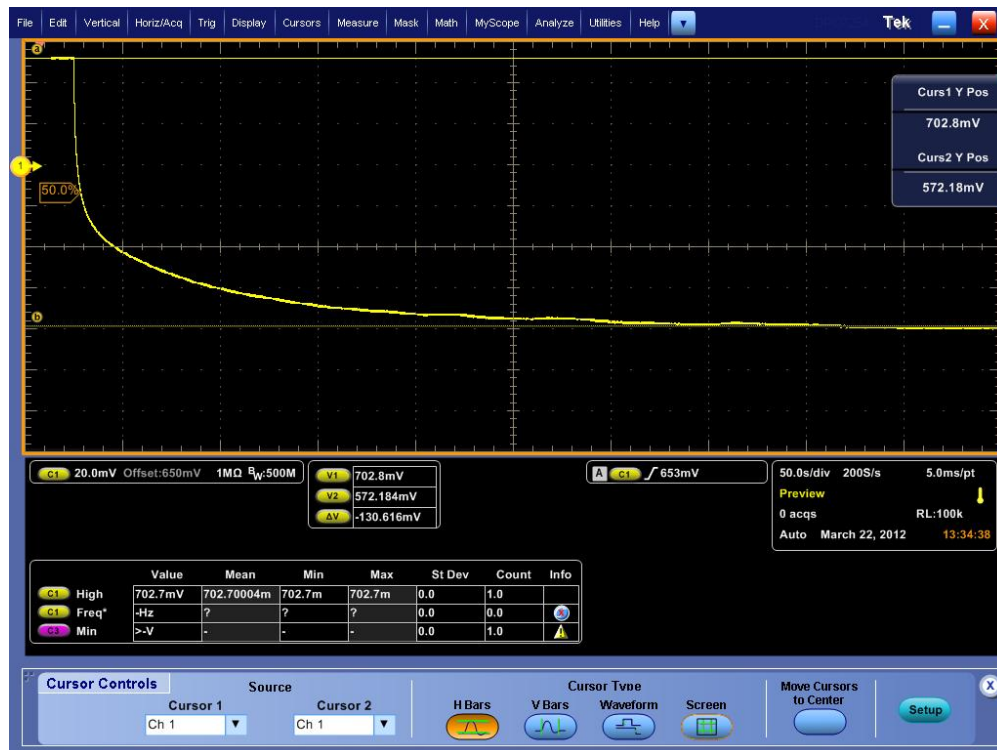 File Edit Vertical Horiz/Acq Trig Display Cursors Measure Mask Math MyScope Analyze Utilities Help Tek X
a
Curs1 Y Pos
702.8mV
Curs2 Y Pos
572.18mV
1
50.0%
b
C1 20.0mV Offset:650mV 1MΩ BW:500M
V1 702.8mV
V2 572.184mV
ΔV -130.616mV
A C1 653mV
50.0s/div 200S/s 5.0ms/pt
Preview
0 acqs RL:100k
Auto March 22, 2012 13:34:38
Value Mean Min Max St Dev Count Info
C1 High 702.7mV 702.70004m 702.7m 702.7m 0.0 1.0
C1 Freq* -Hz ? ? ? 0.0 0.0
C3 Min >-V - - - 0.0 1.0
Cursor Controls
Source
Cursor 1 Cursor 2
Ch 1 Ch 1
Cursor Type
H Bars V Bars Waveform Screen
Move Cursors
to Center
Setup
X